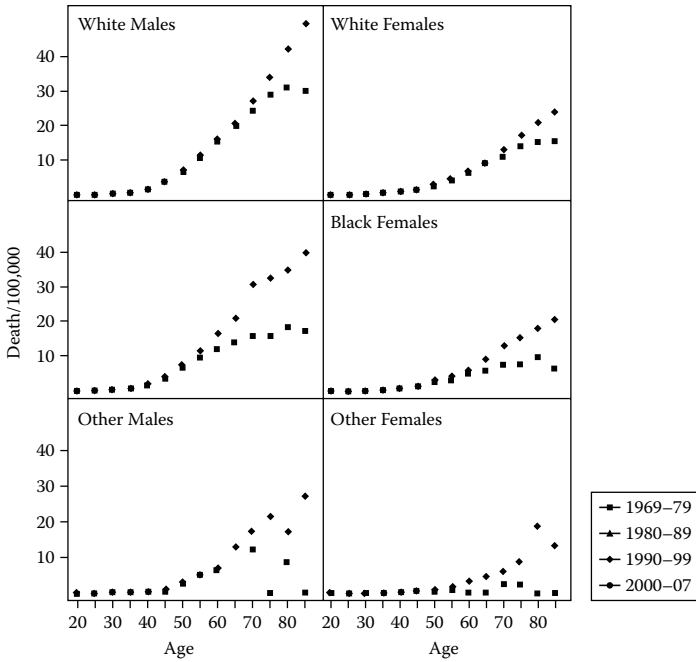 White Males
White Females
40
30
20
10
Black Females
40
30
20
10
Death/100,000
Other Males
Other Females
40
30
20
10
1969–79
1980–89
1990–99
2000–07
20 30 40 50 60 70 80
20 30 40 50 60 70 80
Age
Age